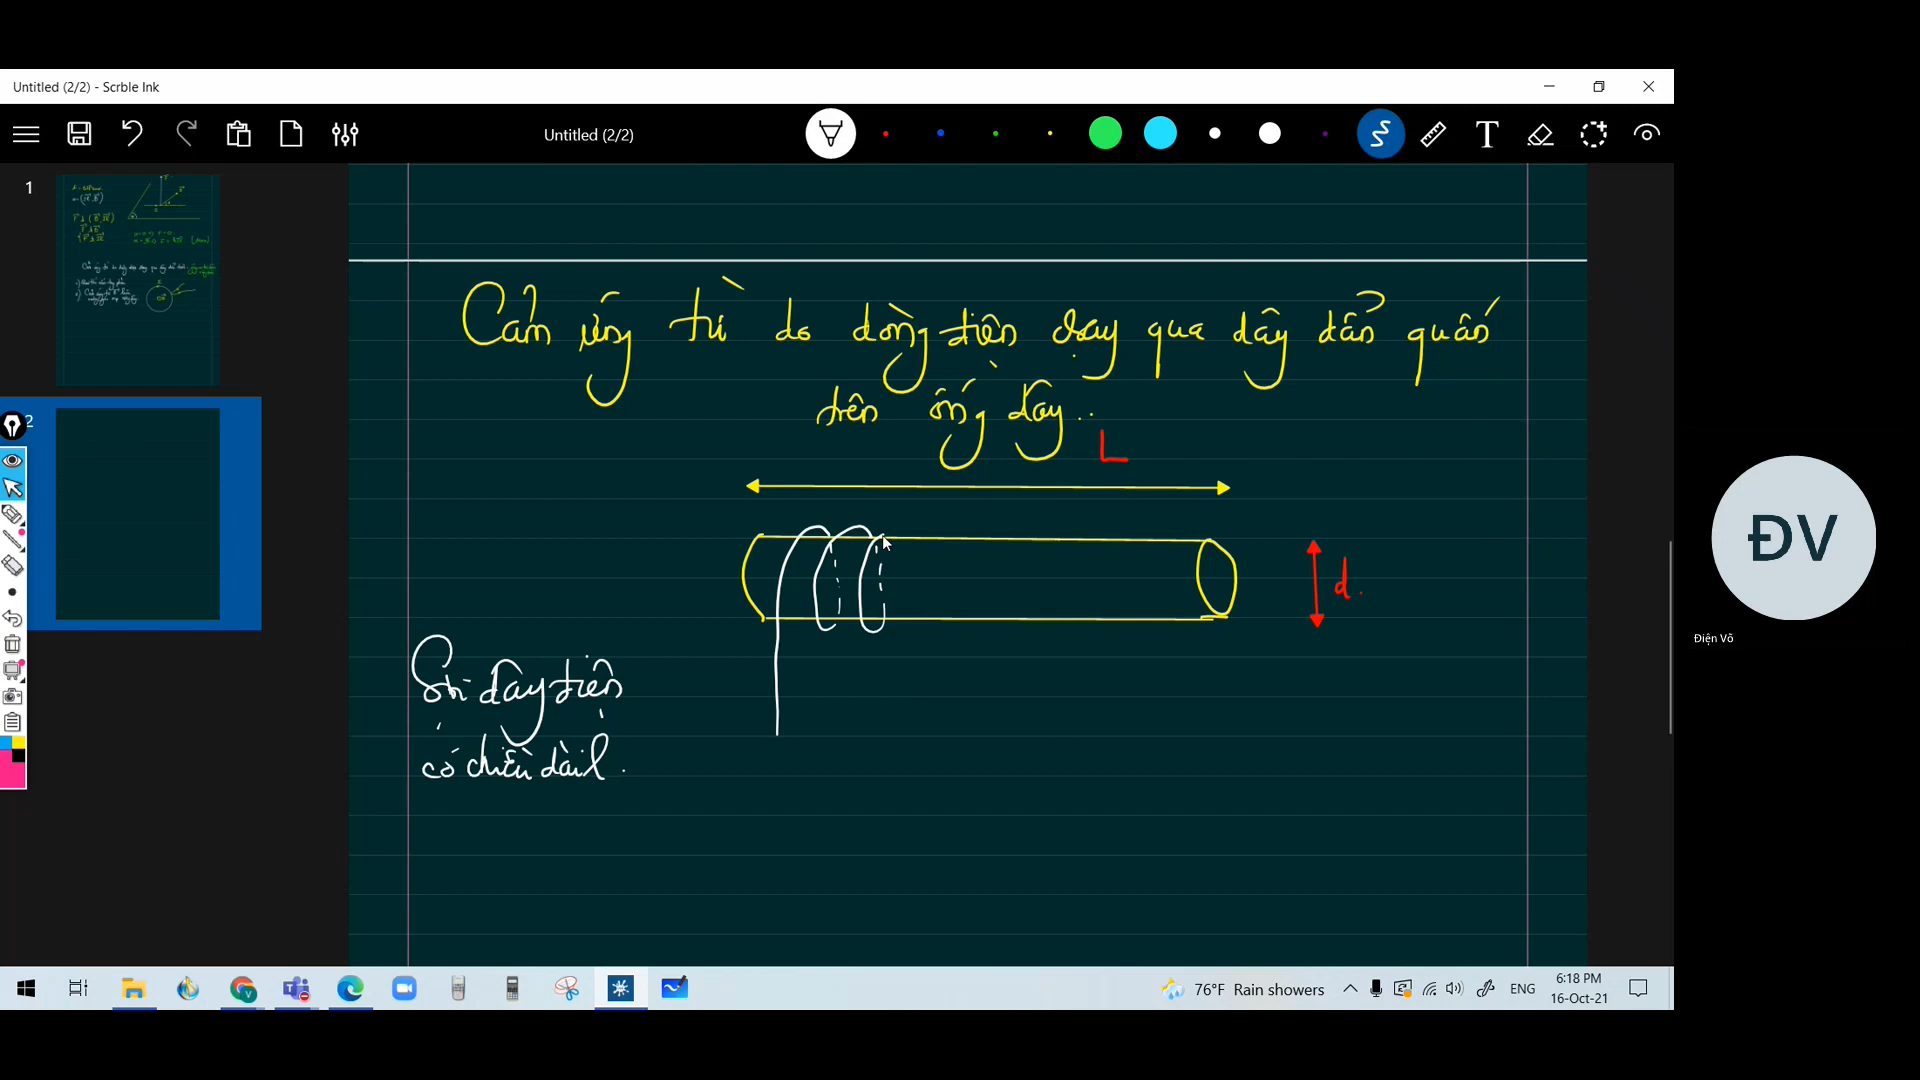 Untitled (2/2) - Scrble Ink
Untitled (2/2)
T
1
2
Cảm ứng từ do dòng điện chạy qua dây dẫn quấn
trên ống dây.
L
d.
Sợi dây điện
có chiều dài l.
ĐV
Điện Võ
76°F Rain showers
ENG
6:18 PM
16-Oct-21